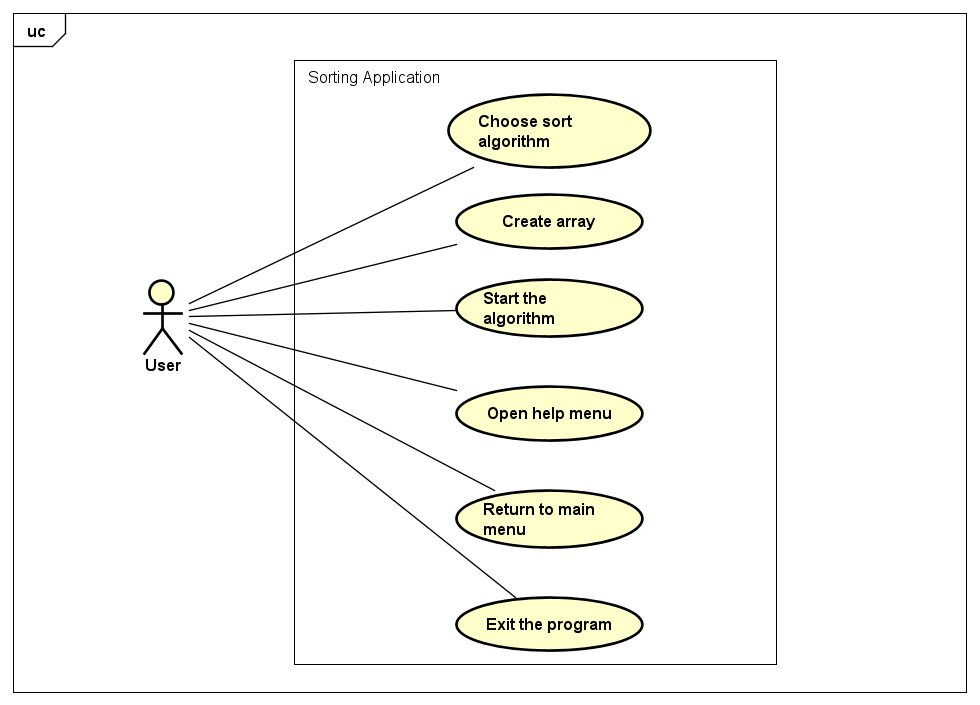 uc
Sorting Application
Choose sort
algorithm
Create array
Start the
algorithm
User
Open help menu
Return to main
menu
Exit the program